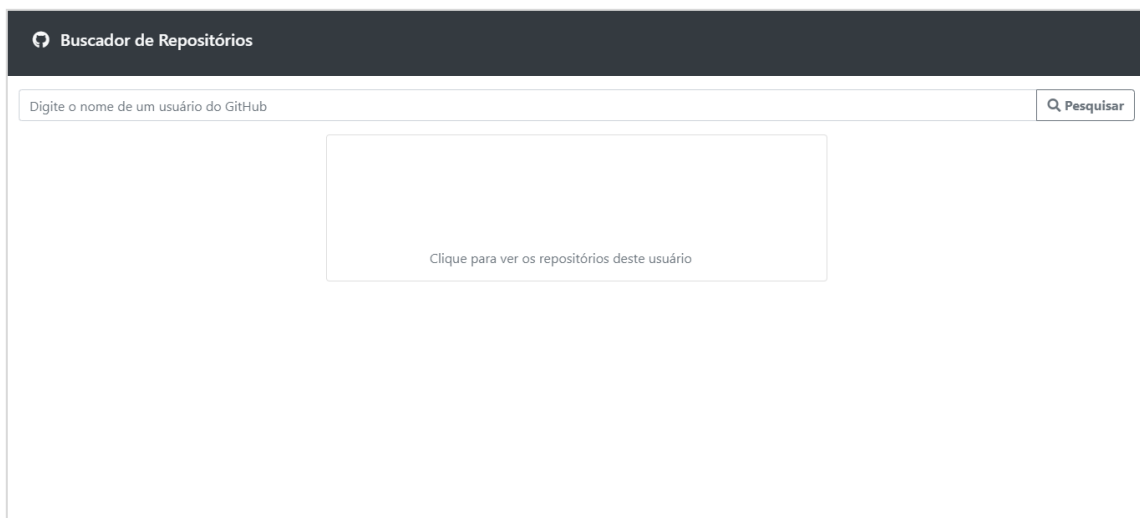 Buscador de Repositórios
Digite o nome de um usuário do GitHub
Pesquisar
Clique para ver os repositórios deste usuário